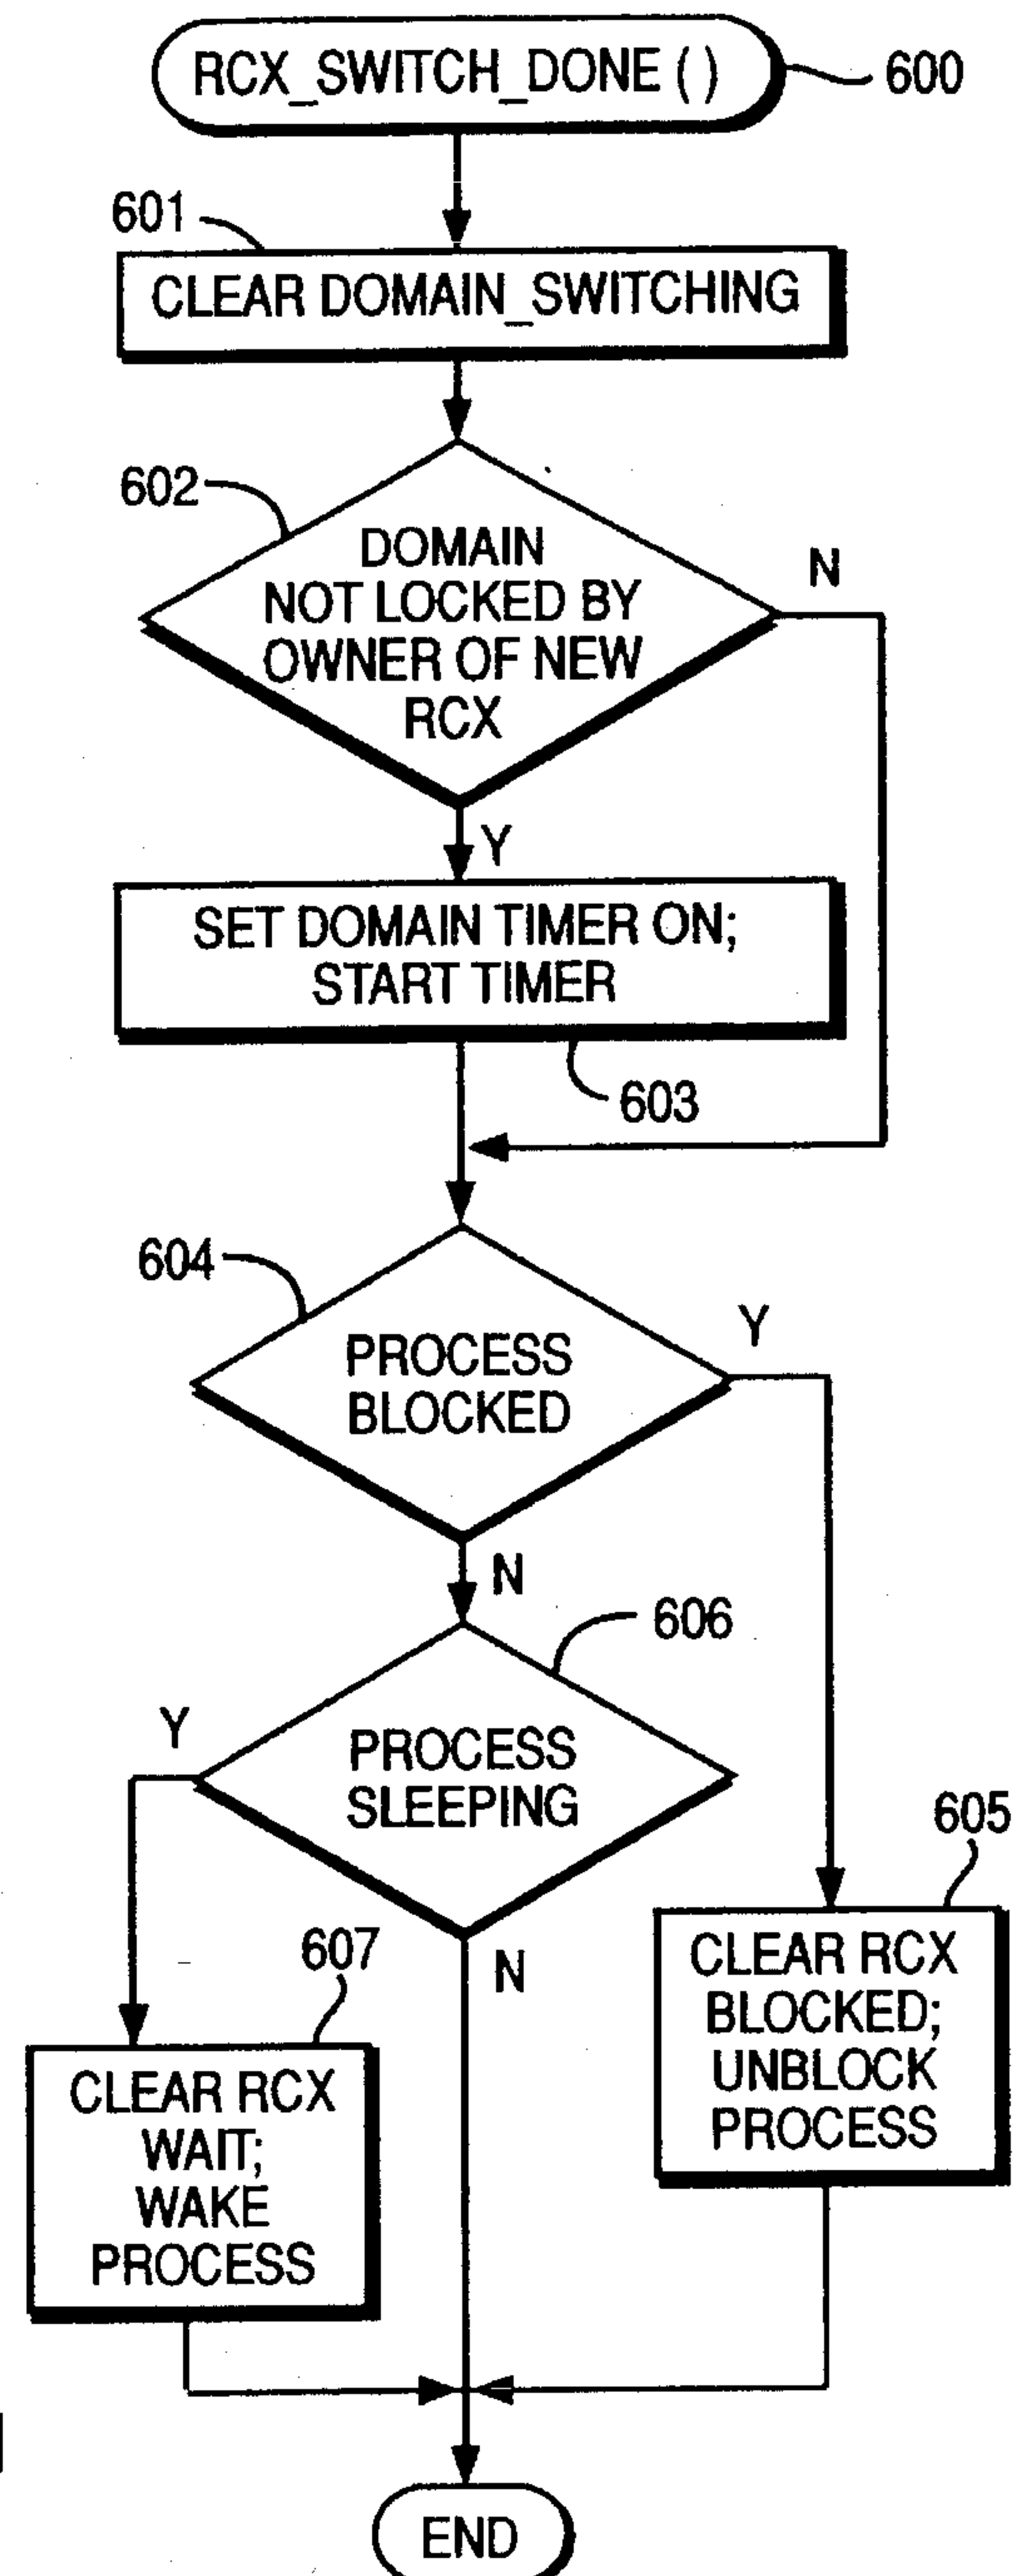 RCX_SWITCH_DONE ( )
600
601
CLEAR DOMAIN_SWITCHING
602
DOMAIN
NOT LOCKED BY
OWNER OF NEW
RCX
N
Y
SET DOMAIN TIMER ON;
START TIMER
603
604
PROCESS
BLOCKED
Y
N
606
PROCESS
SLEEPING
Y
N
605
CLEAR RCX
BLOCKED;
UNBLOCK
PROCESS
607
CLEAR RCX
WAIT;
WAKE
PROCESS
END